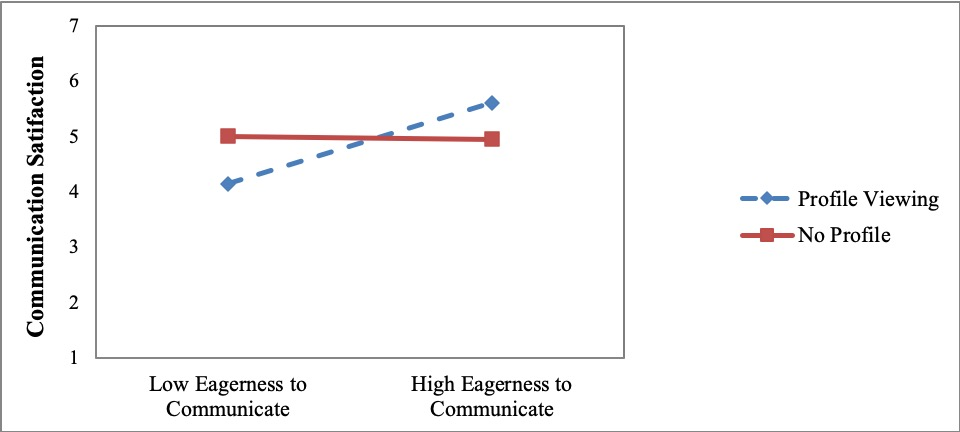 7
6
5
4
3
2
1
Communication Satifaction
Low Eagerness to
Communicate
High Eagerness to
Communicate
Profile Viewing
No Profile